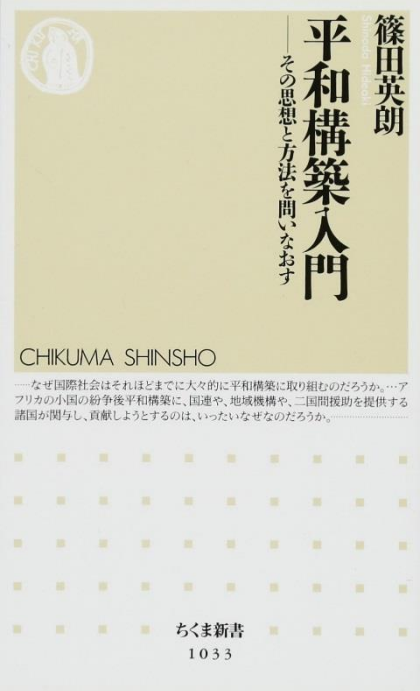 篠田英朗
Shinoda Hideaki
平和構築入門
——その思想と方法を問いなおす
CHIKUMA SHINSHO
……なぜ国際社会はそれほどまでに大々的に平和構築に取り組むのだろうか。…ア
フリカの小国の紛争後平和構築に、国連や、地域機構や、二国間援助を提供する
諸国が関与し、貢献しようとするのは、いったいなぜなのだろうか。……………
ちくま新書
1033